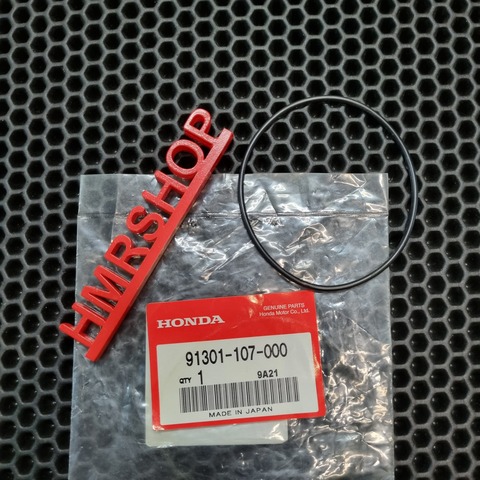 HMRSHOP
HONDA
GENUINE PARTS
Honda Motor Co., Ltd.
91301-107-000
QTY 1 9A21
MADE IN JAPAN